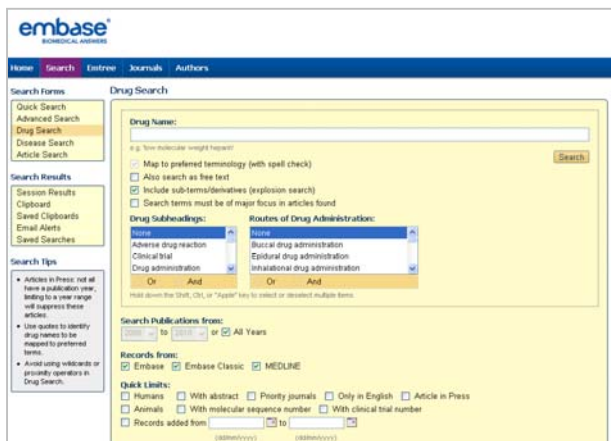 embase
BIOMEDICAL ANSWERS
Home Search Emtree Journals Authors
Search Forms
Quick Search
Advanced Search
Drug Search
Disease Search
Article Search
Search Results
Session Results
Clipboard
Saved Clipboards
Email Alerts
Saved Searches
Search Tips
Articles in Press: not all
have a publication year,
limiting to a year range
will suppress these
articles.
Use quotes to identify
drug names to be
mapped to preferred
terms.
Avoid using wildcards or
proximity operators in
Drug Search.
Drug Search
Drug Name:
e.g. 'low molecular weight heparin'
Search
Map to preferred terminology (with spell check)
Also search as free text
Include sub-terms/derivatives (explosion search)
Search terms must be of major focus in articles found
Drug Subheadings: Routes of Drug Administration:
None None
Adverse drug reaction Buccal drug administration
Clinical trial Epidural drug administration
Drug administration Inhalational drug administration
Or And Or And
Hold down the Shift, Ctrl, or "Apple" key to select or deselect multiple items.
Search Publications from:
to or All Years
Records from:
Embase Embase Classic MEDLINE
Quick Limits:
Humans With abstract Priority journals Only in English Article in Press
Animals With molecular sequence number With clinical trial number
Records added from to
(dd/mm/yyyy) (dd/mm/yyyy)